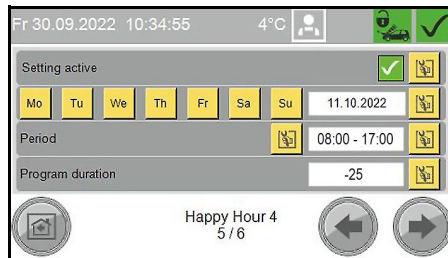 Fr 30.09.2022 10:34:55 4°C
Setting active
Mo Tu We Th Fr Sa Su 11.10.2022
Period 08:00 - 17:00
Program duration -25
Happy Hour 4
5 / 6